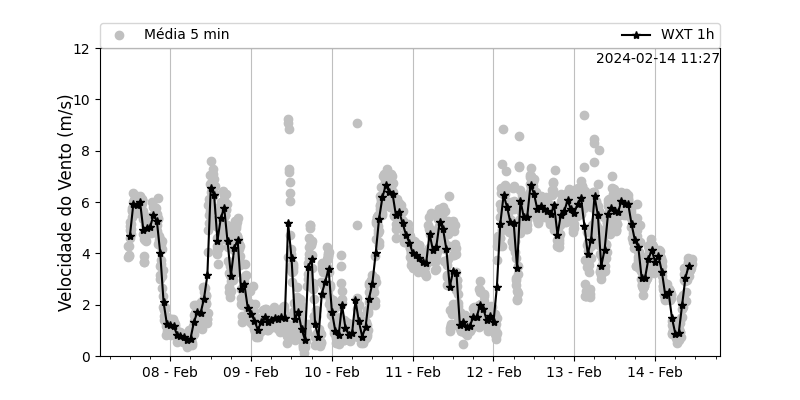 Média 5 min
WXT 1h
2024-02-14 11:27
Velocidade do Vento (m/s)
12
10
8
6
4
2
0
08 - Feb
09 - Feb
10 - Feb
11 - Feb
12 - Feb
13 - Feb
14 - Feb